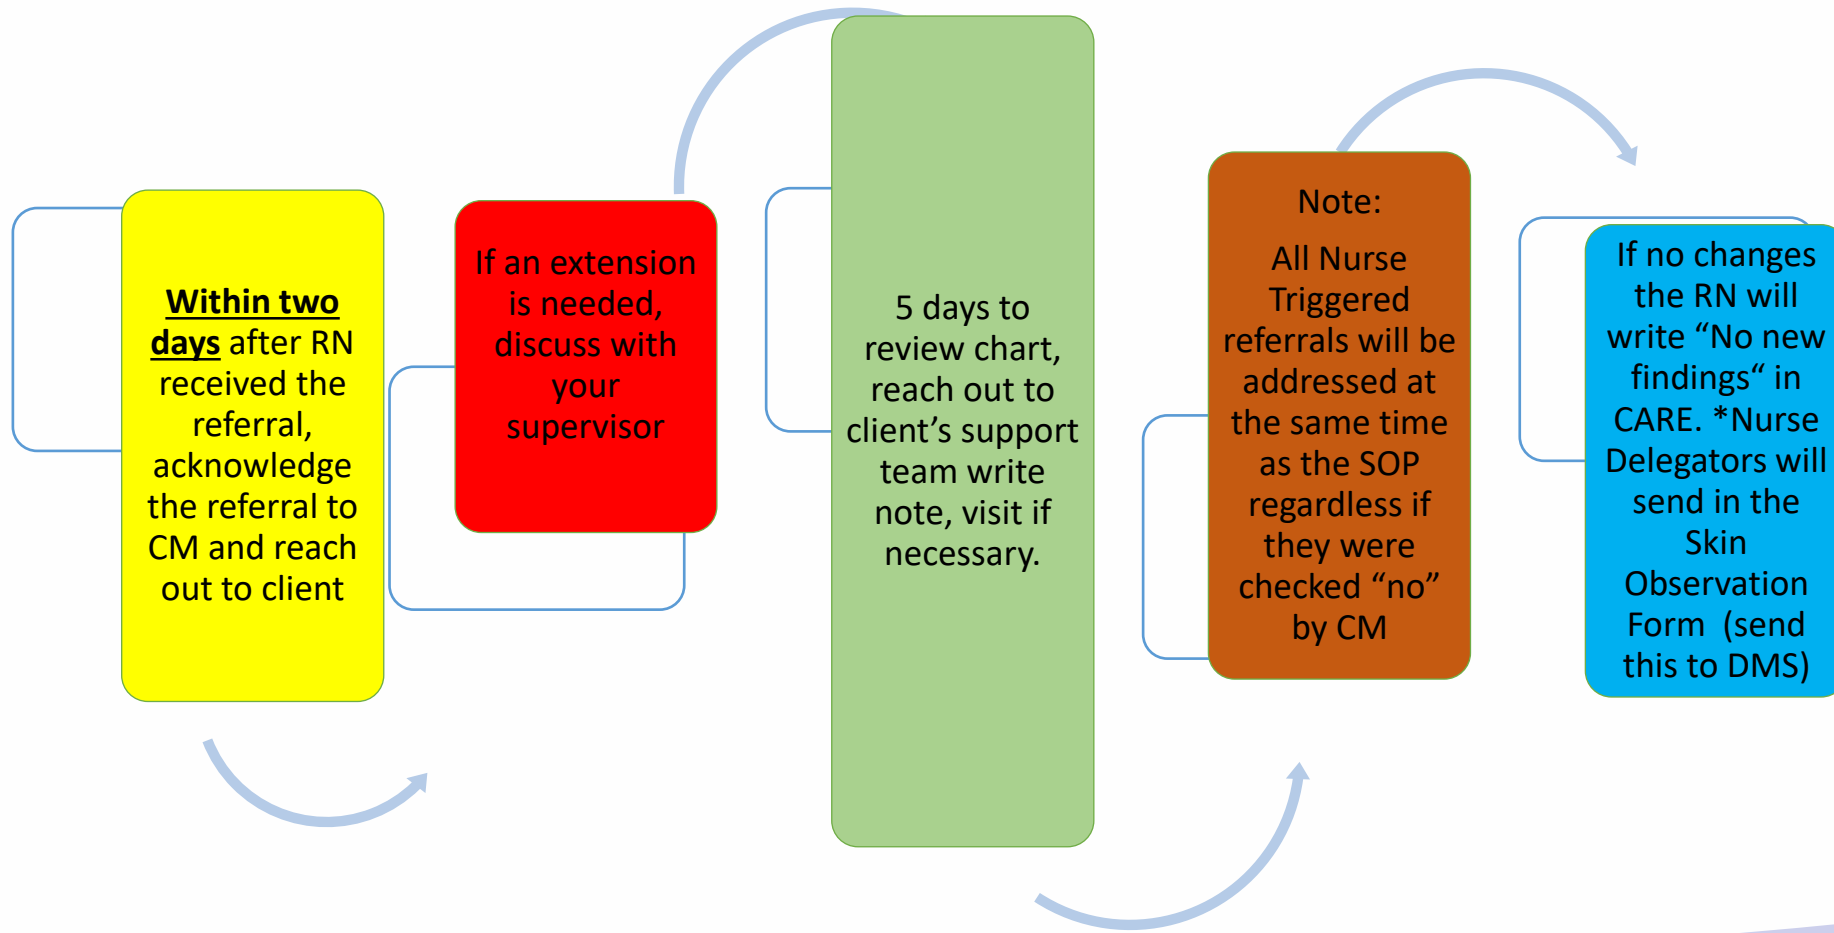 Within two
days after RN
received the
referral,
acknowledge
the referral to
CM and reach
out to client
If an extension
is needed,
discuss with
your
supervisor
5 days to
review chart,
reach out to
client’s support
team write
note, visit if
necessary.
Note:
All Nurse
Triggered
referrals will be
addressed at
the same time
as the SOP
regardless if
they were
checked “no”
by CM
If no changes
the RN will
write “No new
findings“ in
CARE. *Nurse
Delegators will
send in the
Skin
Observation
Form  (send
this to DMS)